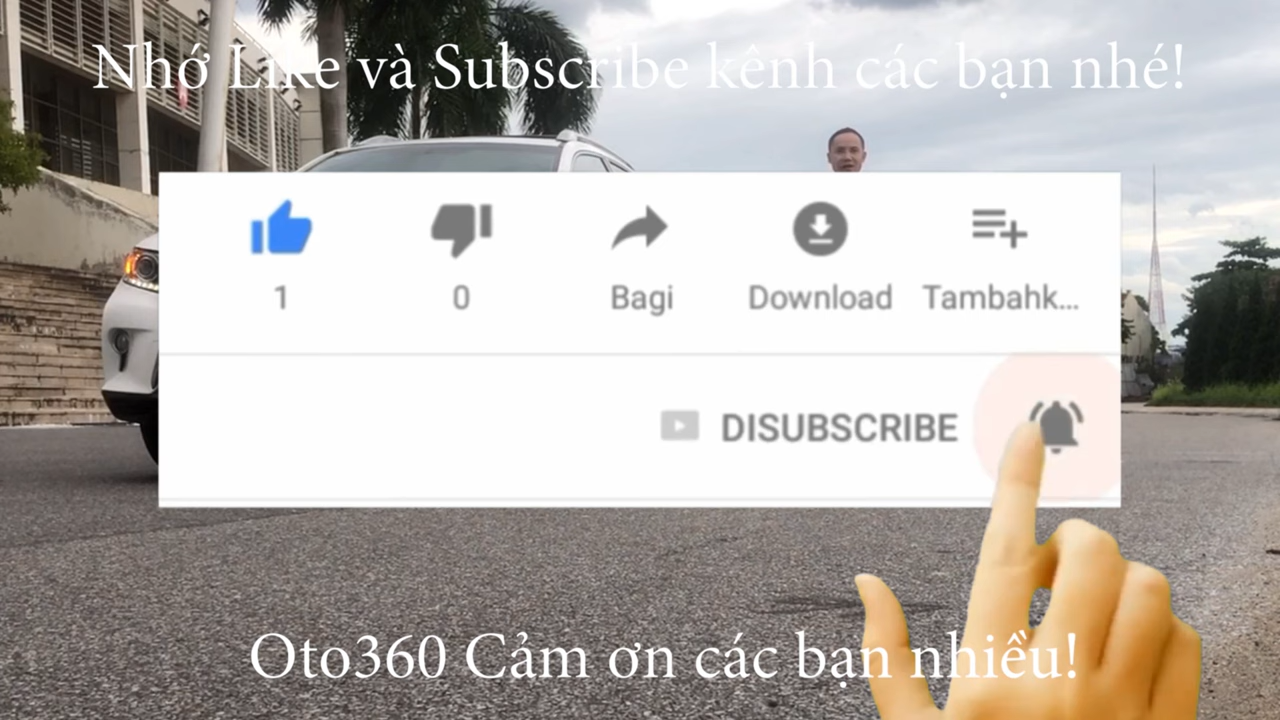 Nhớ Like và Subscribe kênh các bạn nhé!
1 0 Bagi Download Tambahk...
DISUBSCRIBE
Oto360 Cảm ơn các bạn nhiều!